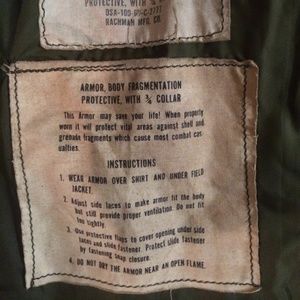 PROTECTIVE, WITH ¾ COLLAR
DSA-100-
RACHMAN MFG. CO.
ARMOR, BODY FRAGMENTATION
PROTECTIVE, WITH ¾ COLLAR
This Armor may save your life! When properly
worn it will protect vital areas against shell and
grenade fragments which cause most combat cas-
ualties.
INSTRUCTIONS
1. WEAR ARMOR OVER SHIRT AND UNDER FIELD
JACKET
2. Adjust side laces to make armor fit the body
but still provide proper ventilation. Do not fit
too tightly.
3. Use protective flaps to cover opening under side
laces and slide fastener. Protect slide fastener
by fastening snap closure.
4. DO NOT DRY THE ARMOR NEAR AN OPEN FLAME.